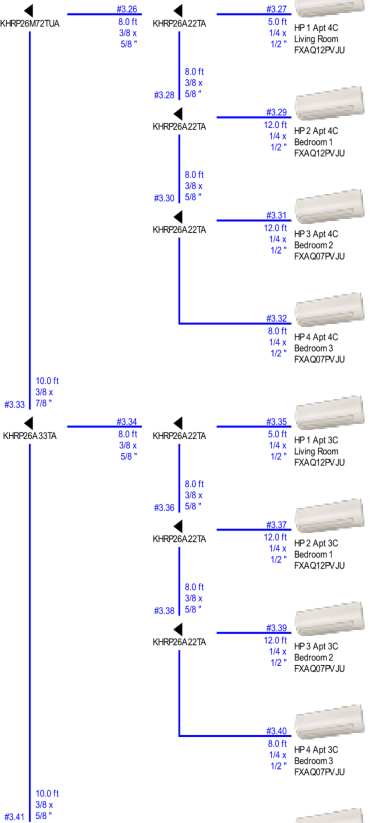 #3.26
8.0 ft
3/8 x
5/8 "
#3.27
5.0 ft
1/4 x
1/2 "
KHRP26M72TUA
KHRP26A22TA
HP 1 Apt 4C
Living Room
FXAQ12PVJU
8.0 ft
3/8 x
#3.28 5/8 "
#3.29
12.0 ft
1/4 x
1/2 "
KHRP26A22TA
HP 2 Apt 4C
Bedroom 1
FXAQ12PVJU
8.0 ft
3/8 x
#3.30 5/8 "
#3.31
12.0 ft
1/4 x
1/2 "
KHRP26A22TA
HP 3 Apt 4C
Bedroom 2
FXAQ07PVJU
#3.32
8.0 ft
1/4 x
1/2 "
HP 4 Apt 4C
Bedroom 3
FXAQ07PVJU
10.0 ft
3/8 x
#3.33 7/8 "
#3.34
8.0 ft
3/8 x
5/8 "
#3.35
5.0 ft
1/4 x
1/2 "
KHRP26A33TA
KHRP26A22TA
HP 1 Apt 3C
Living Room
FXAQ12PVJU
8.0 ft
3/8 x
#3.36 5/8 "
#3.37
12.0 ft
1/4 x
1/2 "
KHRP26A22TA
HP 2 Apt 3C
Bedroom 1
FXAQ12PVJU
8.0 ft
3/8 x
#3.38 5/8 "
#3.39
12.0 ft
1/4 x
1/2 "
KHRP26A22TA
HP 3 Apt 3C
Bedroom 2
FXAQ07PVJU
#3.40
8.0 ft
1/4 x
1/2 "
HP 4 Apt 3C
Bedroom 3
FXAQ07PVJU
10.0 ft
3/8 x
#3.41 5/8 "